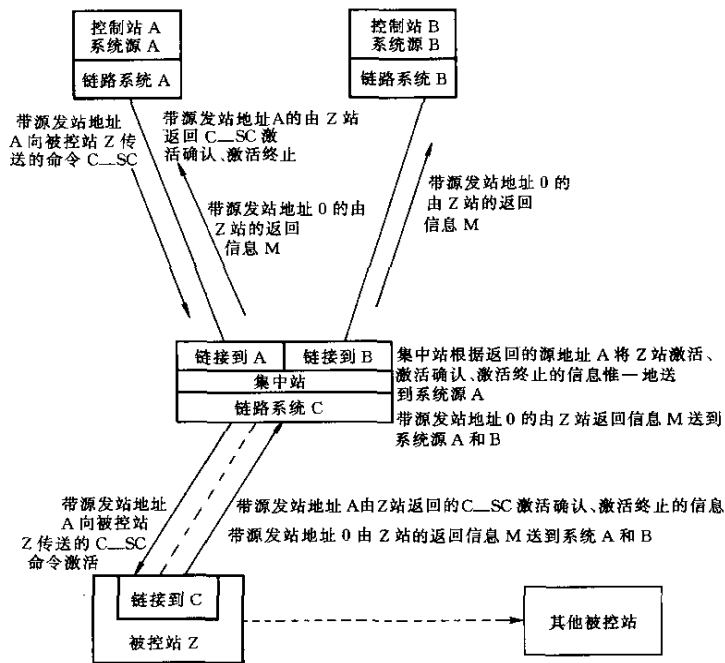 控制站 A
系统源 A
链路系统 A
控制站 B
系统源 B
链路系统 B
带源发站地址
A 向被控站 Z 传
送的命令 C__SC
带源发站地址A的由 Z 站
返回 C__SC 激
活确认、激活终止
带源发站地址 0 的由
Z 站的返回
信息 M
带源发站地址 0 的
由 Z 站的返回
信息 M
链接到 A
链接到 B
集中站
链路系统 C
集中站根据返回的源地址 A 将 Z 站激活、
激活确认、激活终止的信息惟一地送
到系统源 A
带源发站地址 0 的由 Z 站返回信息 M 送到
系统源 A 和 B
带源发站地址
A 向被控站
Z 传送的 C__SC
命令激活
带源发站地址 A由Z站返回的C__SC 激活确认、激活终止的信息
带源发站地址 0 由 Z 站的返回信息 M 送到系统 A 和 B
链接到 C
被控站 Z
其他被控站